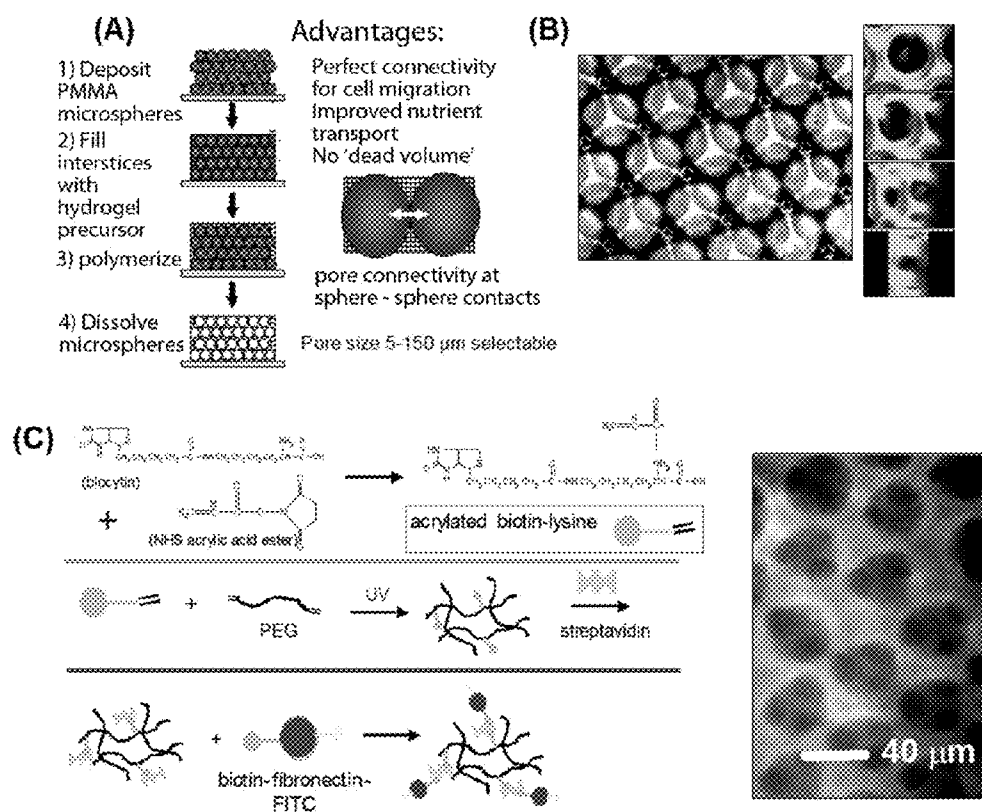 (A)
1) Deposit
PMMA
microspheres
2) Fill
interstices
with
hydrogel
precursor
3) polymerize
4) Dissolve
microspheres
Advantages:
Perfect connectivity
for cell migration
Improved nutrient
transport
No 'dead volume'
pore connectivity at
sphere - sphere contacts
Pore size 5-150 μm selectable
(B)
(C)
(biocytin)
+
(NHS acrylic acid ester)
acrylated biotin-lysine
+
PEG
UV
streptavidin
+
biotin-fibronectin-
FITC
40 μm